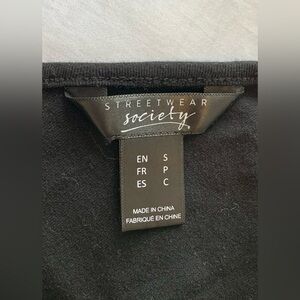 STREETWEAR
society
EN S
FR P
ES C
MADE IN CHINA
FABRIQUÉ EN CHINE